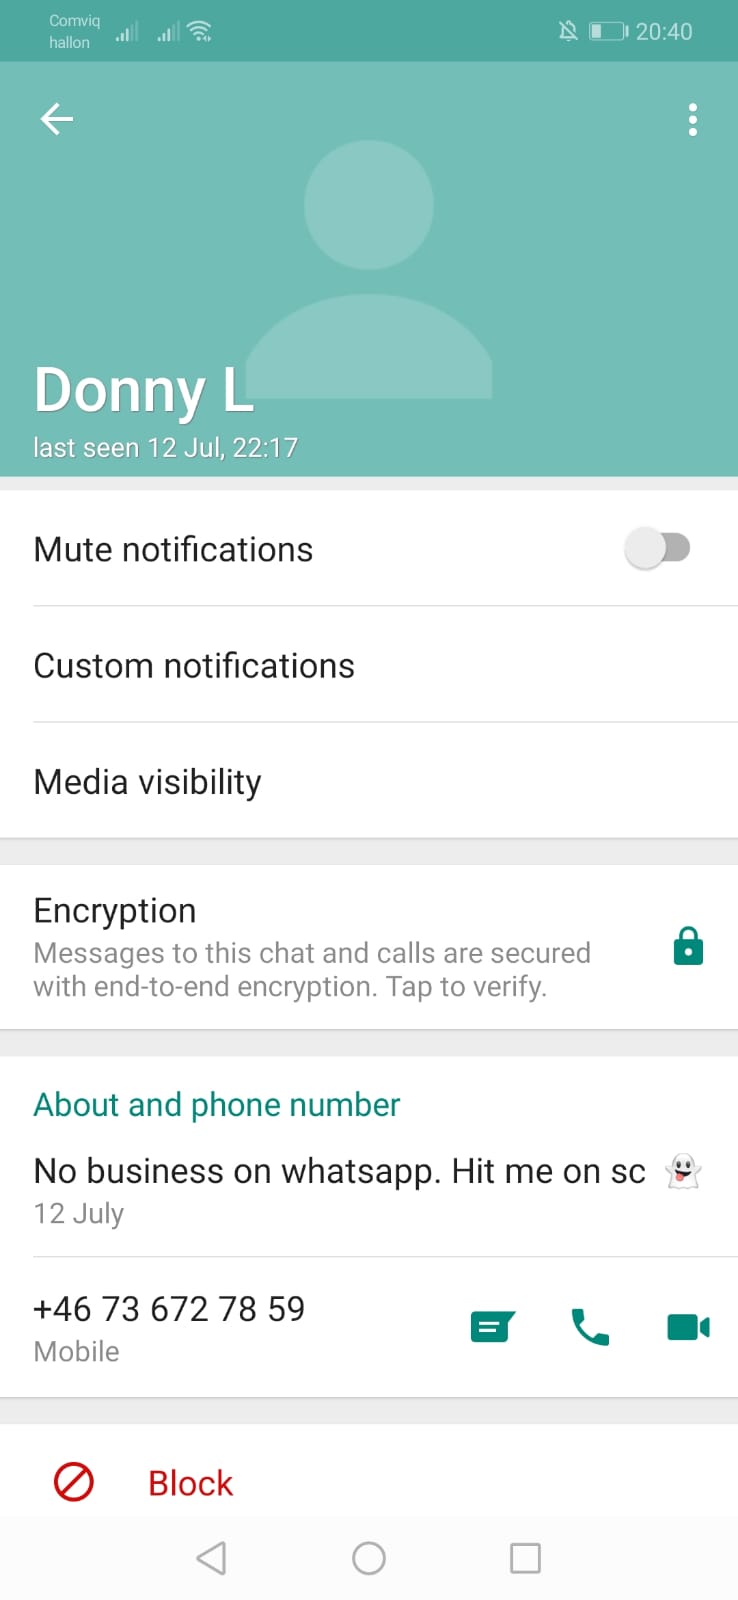 Comviq
hallon
20:40
Donny L
last seen 12 Jul, 22:17
Mute notifications
Custom notifications
Media visibility
Encryption
Messages to this chat and calls are secured
with end-to-end encryption. Tap to verify.
About and phone number
No business on whatsapp. Hit me on sc 👻
12 July
+46 73 672 78 59
Mobile
Block